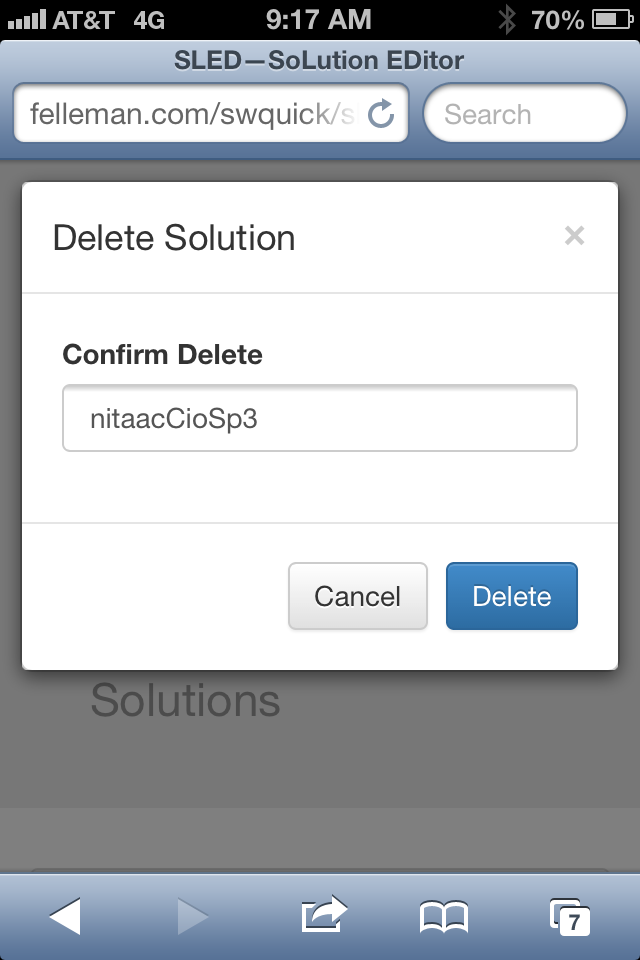 AT&T 4G 9:17 AM 70%
SLED—SoLution EDitor
felleman.com/swquick/s Search
Delete Solution ×
Confirm Delete
nitaacCioSp3
Cancel Delete
Solutions
7